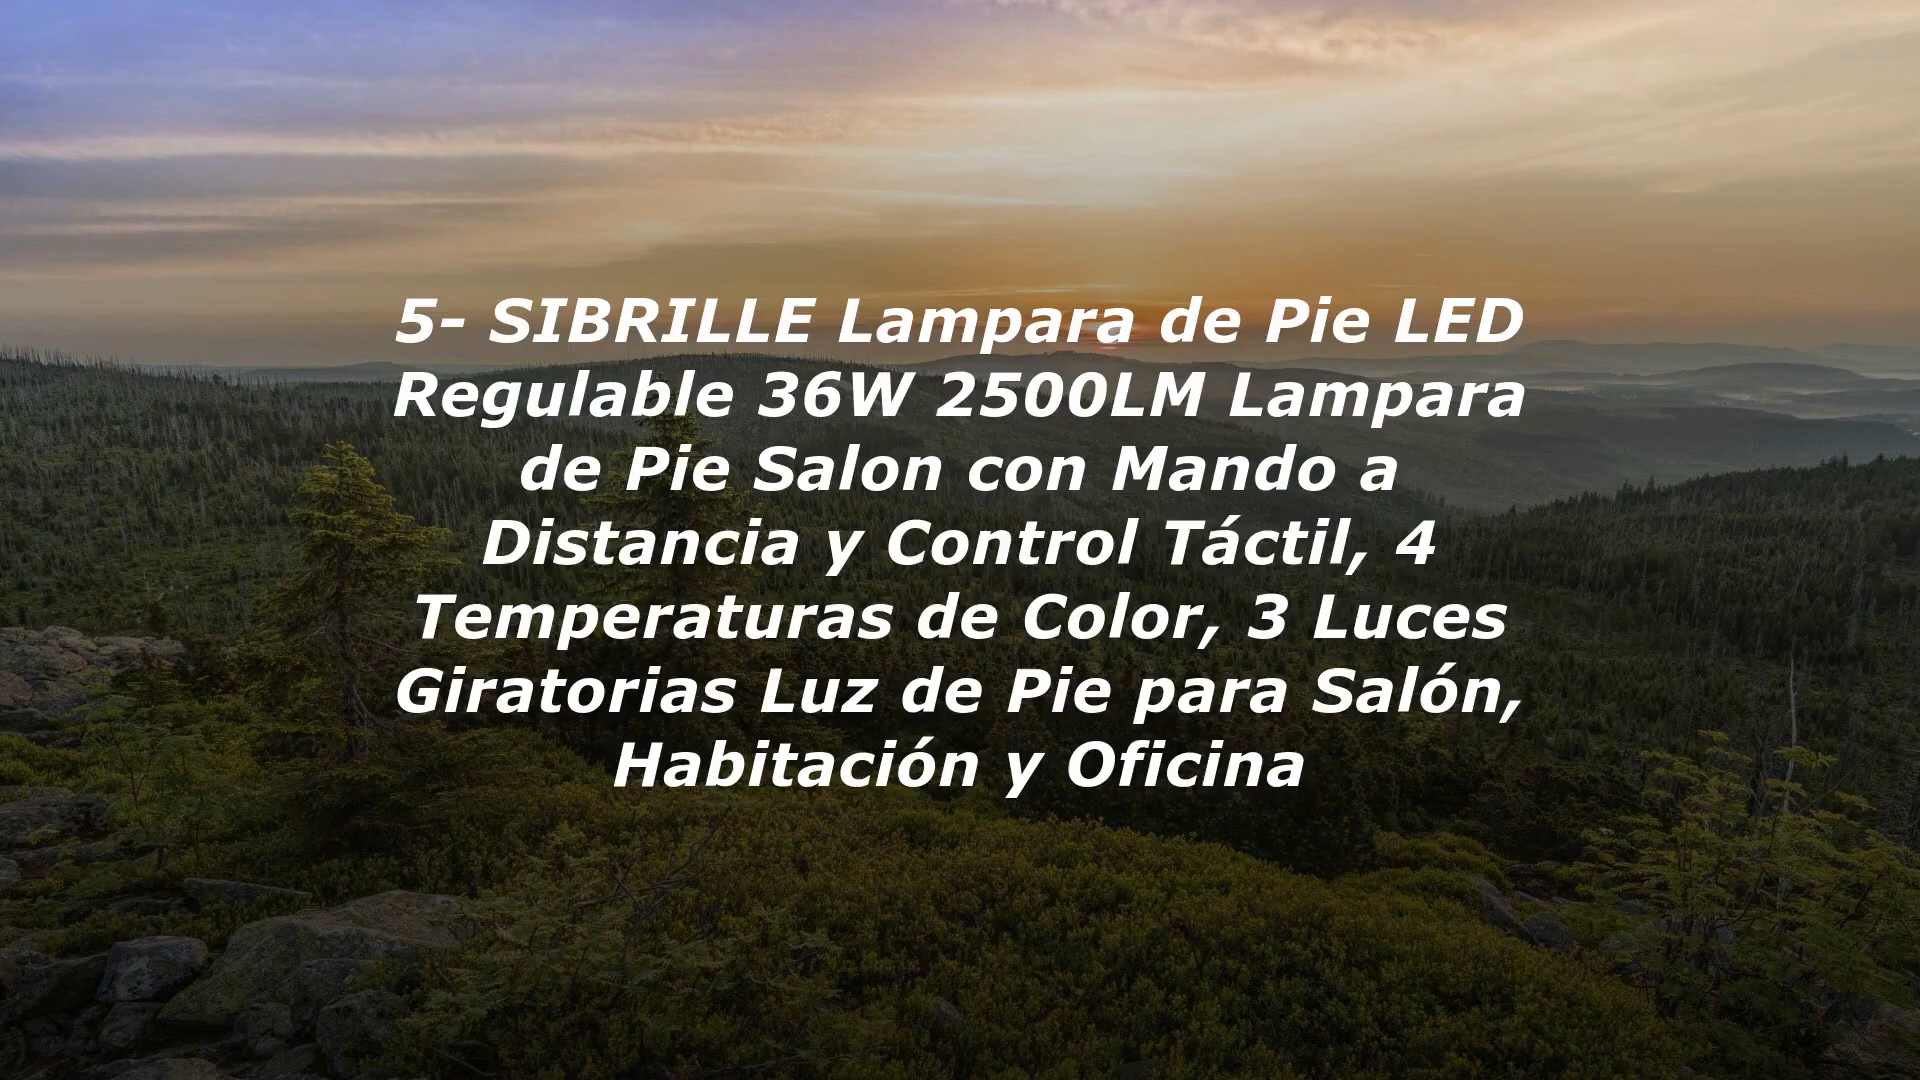 5- SIBRILLE Lampara de Pie LED
Regulable 36W 2500LM Lampara
de Pie Salon con Mando a
Distancia y Control Táctil, 4
Temperaturas de Color, 3 Luces
Giratorias Luz de Pie para Salón,
Habitación y Oficina